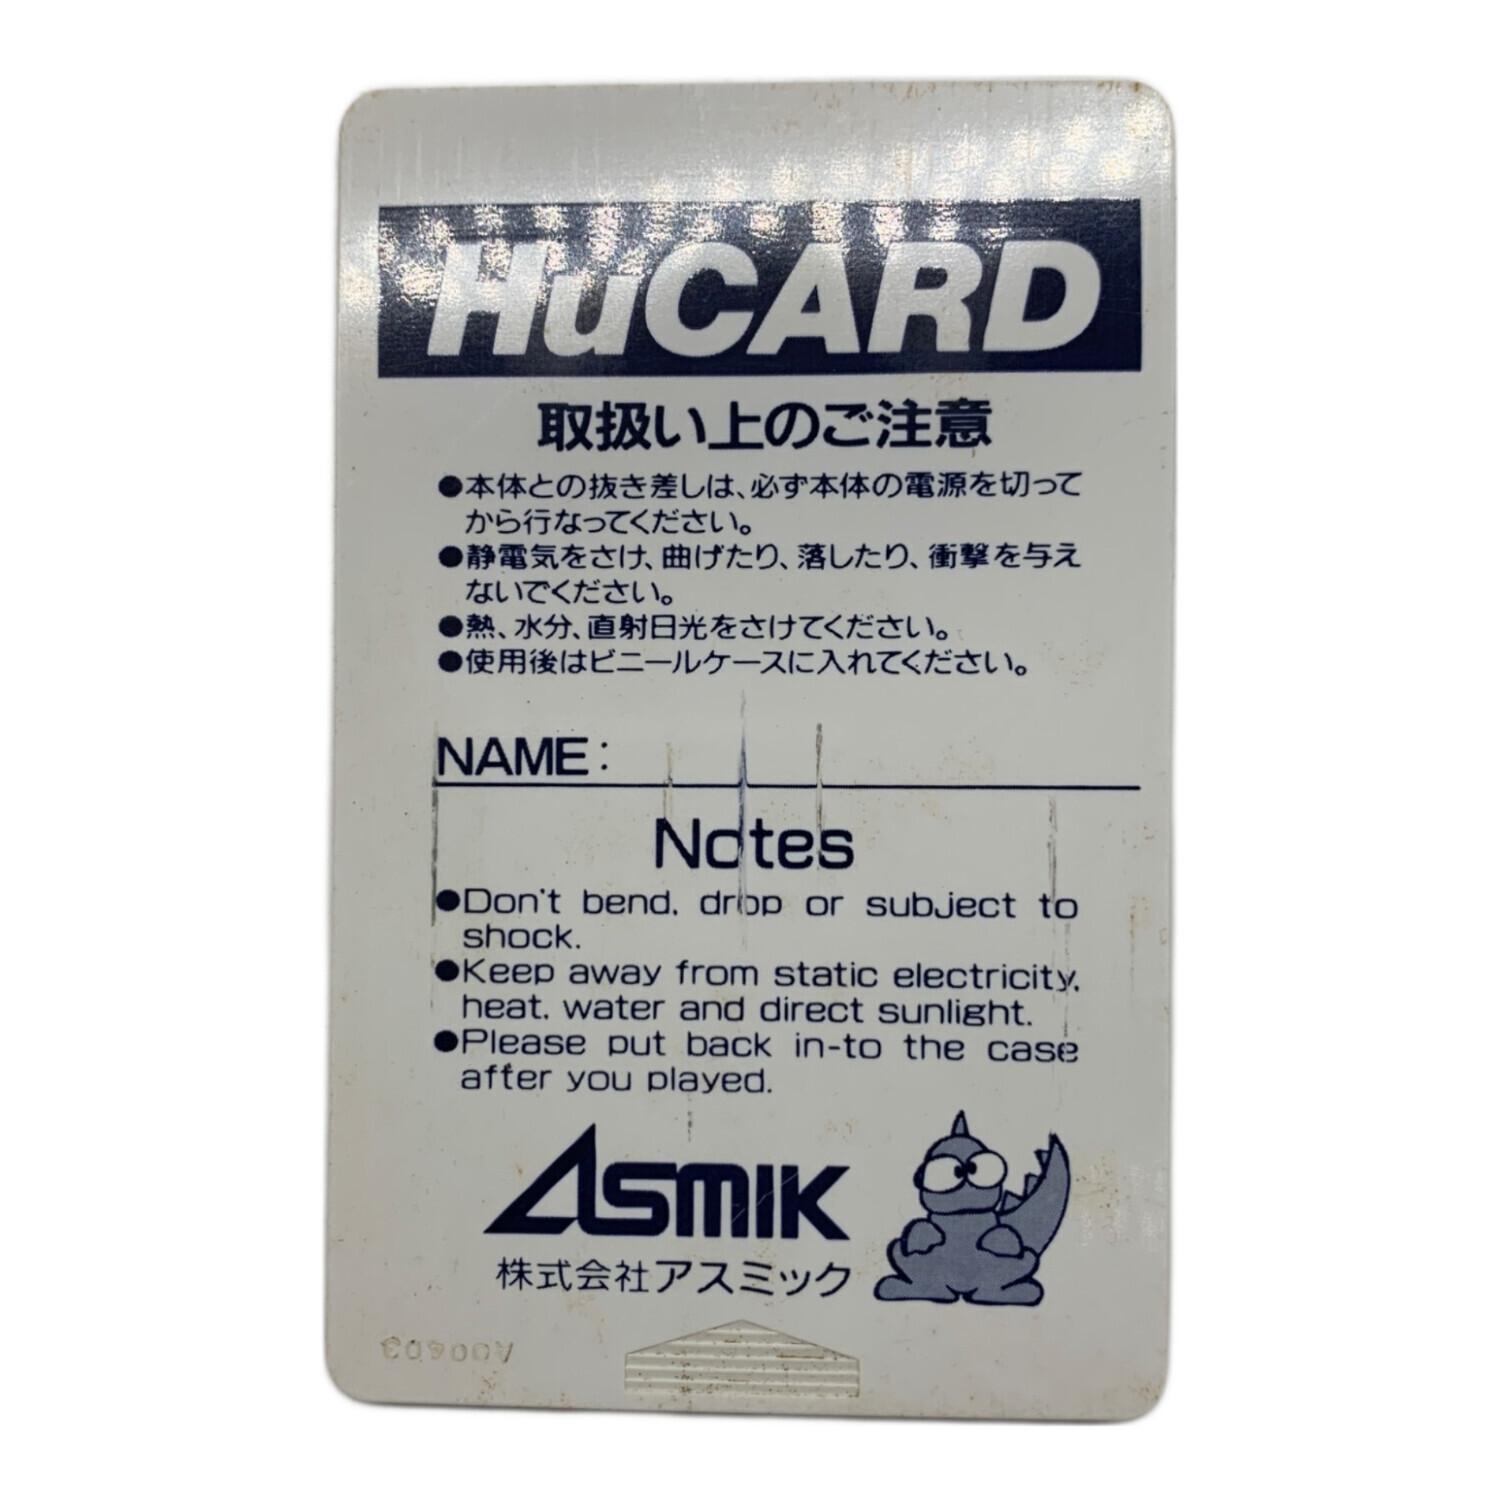 HuCARD
取扱い上のご注意
●本体との抜き差しは、必ず本体の電源を切って
から行なってください。
●静電気をさけ、曲げたり、落したり、衝撃を与え
ないでください。
●熱、水分、直射日光をさけてください。
●使用後はビニールケースに入れてください。
NAME:
Notes
●Don't bend, drop or subject to
shock.
●Keep away from static electricity,
heat, water and direct sunlight.
●Please put back in-to the case
after you played.
ASMIK
株式会社アスミック